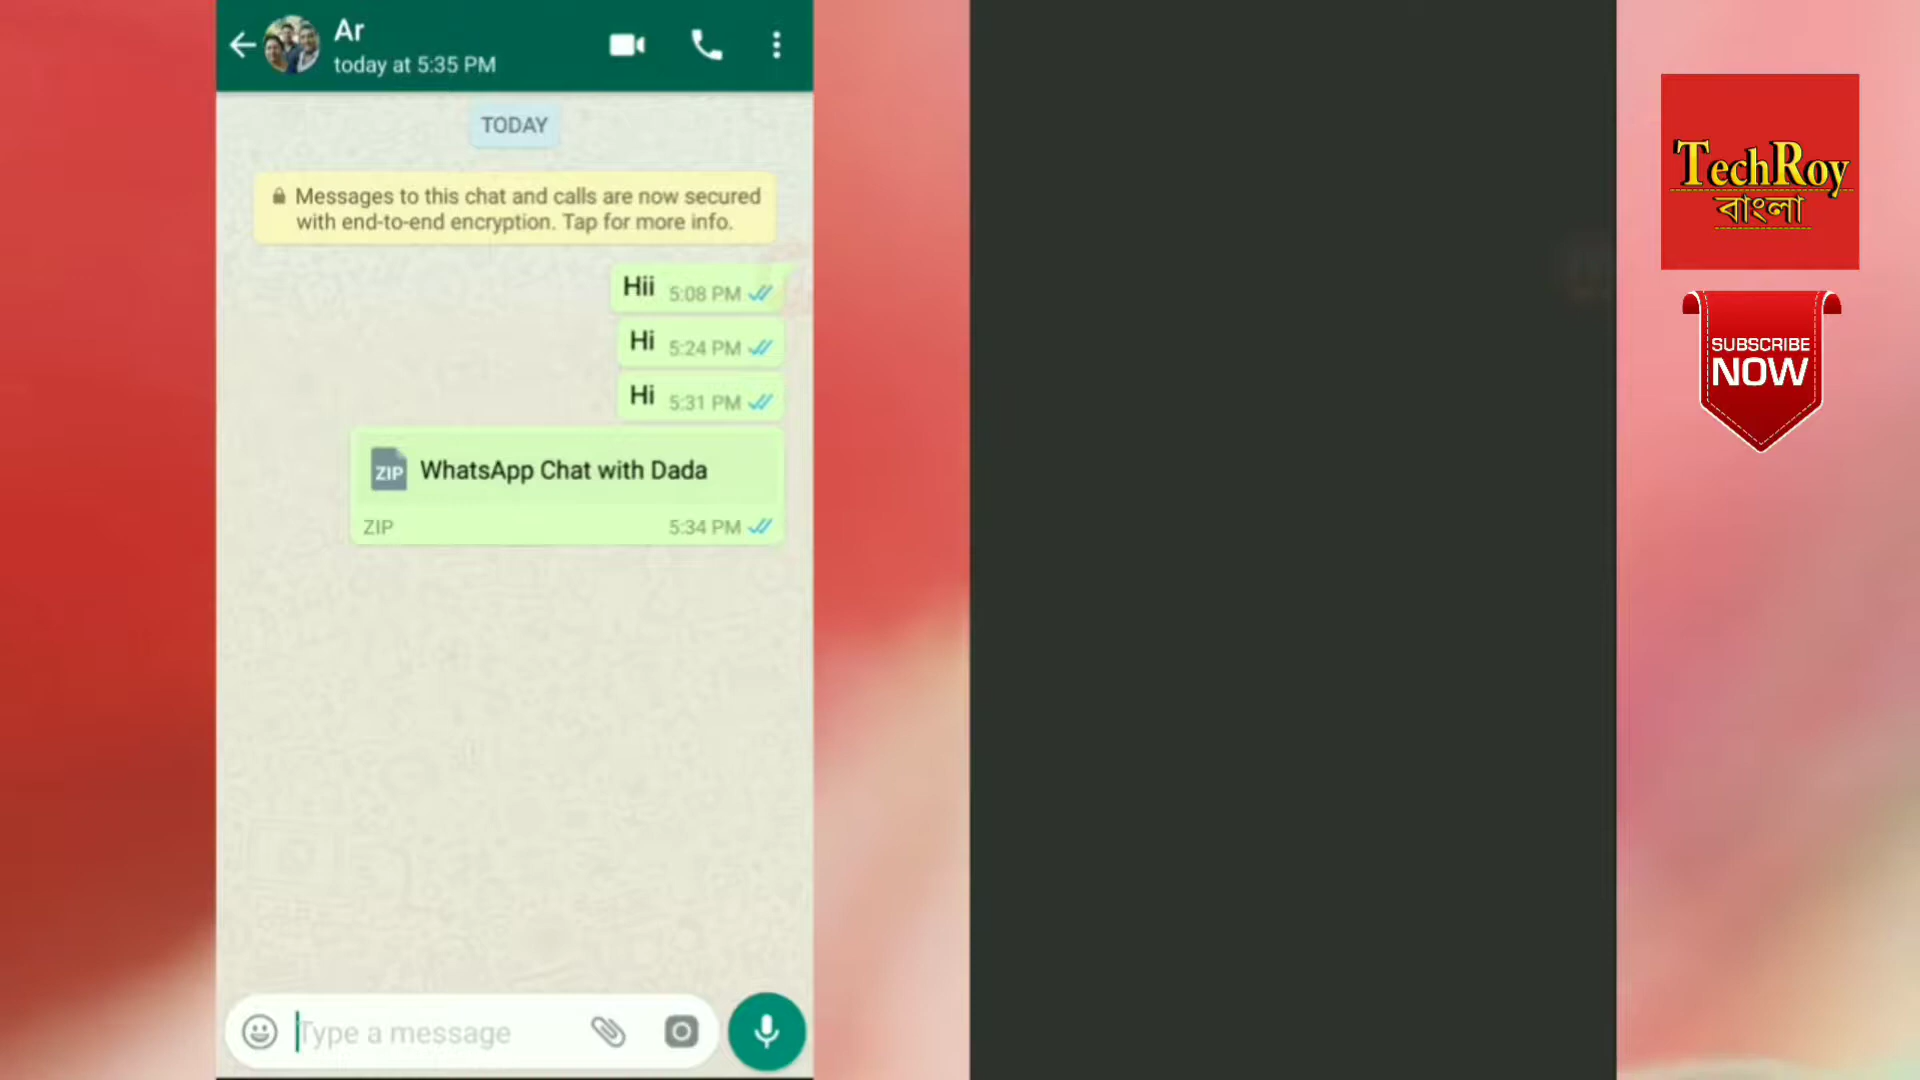 Ar
today at 5:35 PM
TODAY
Messages to this chat and calls are now secured
with end-to-end encryption. Tap for more info.
Hii 5:08 PM
Hi 5:24 PM
Hi 5:31 PM
ZIP WhatsApp Chat with Dada
ZIP 5:34 PM
Type a message
TechRoy
বাংলা
SUBSCRIBE
NOW